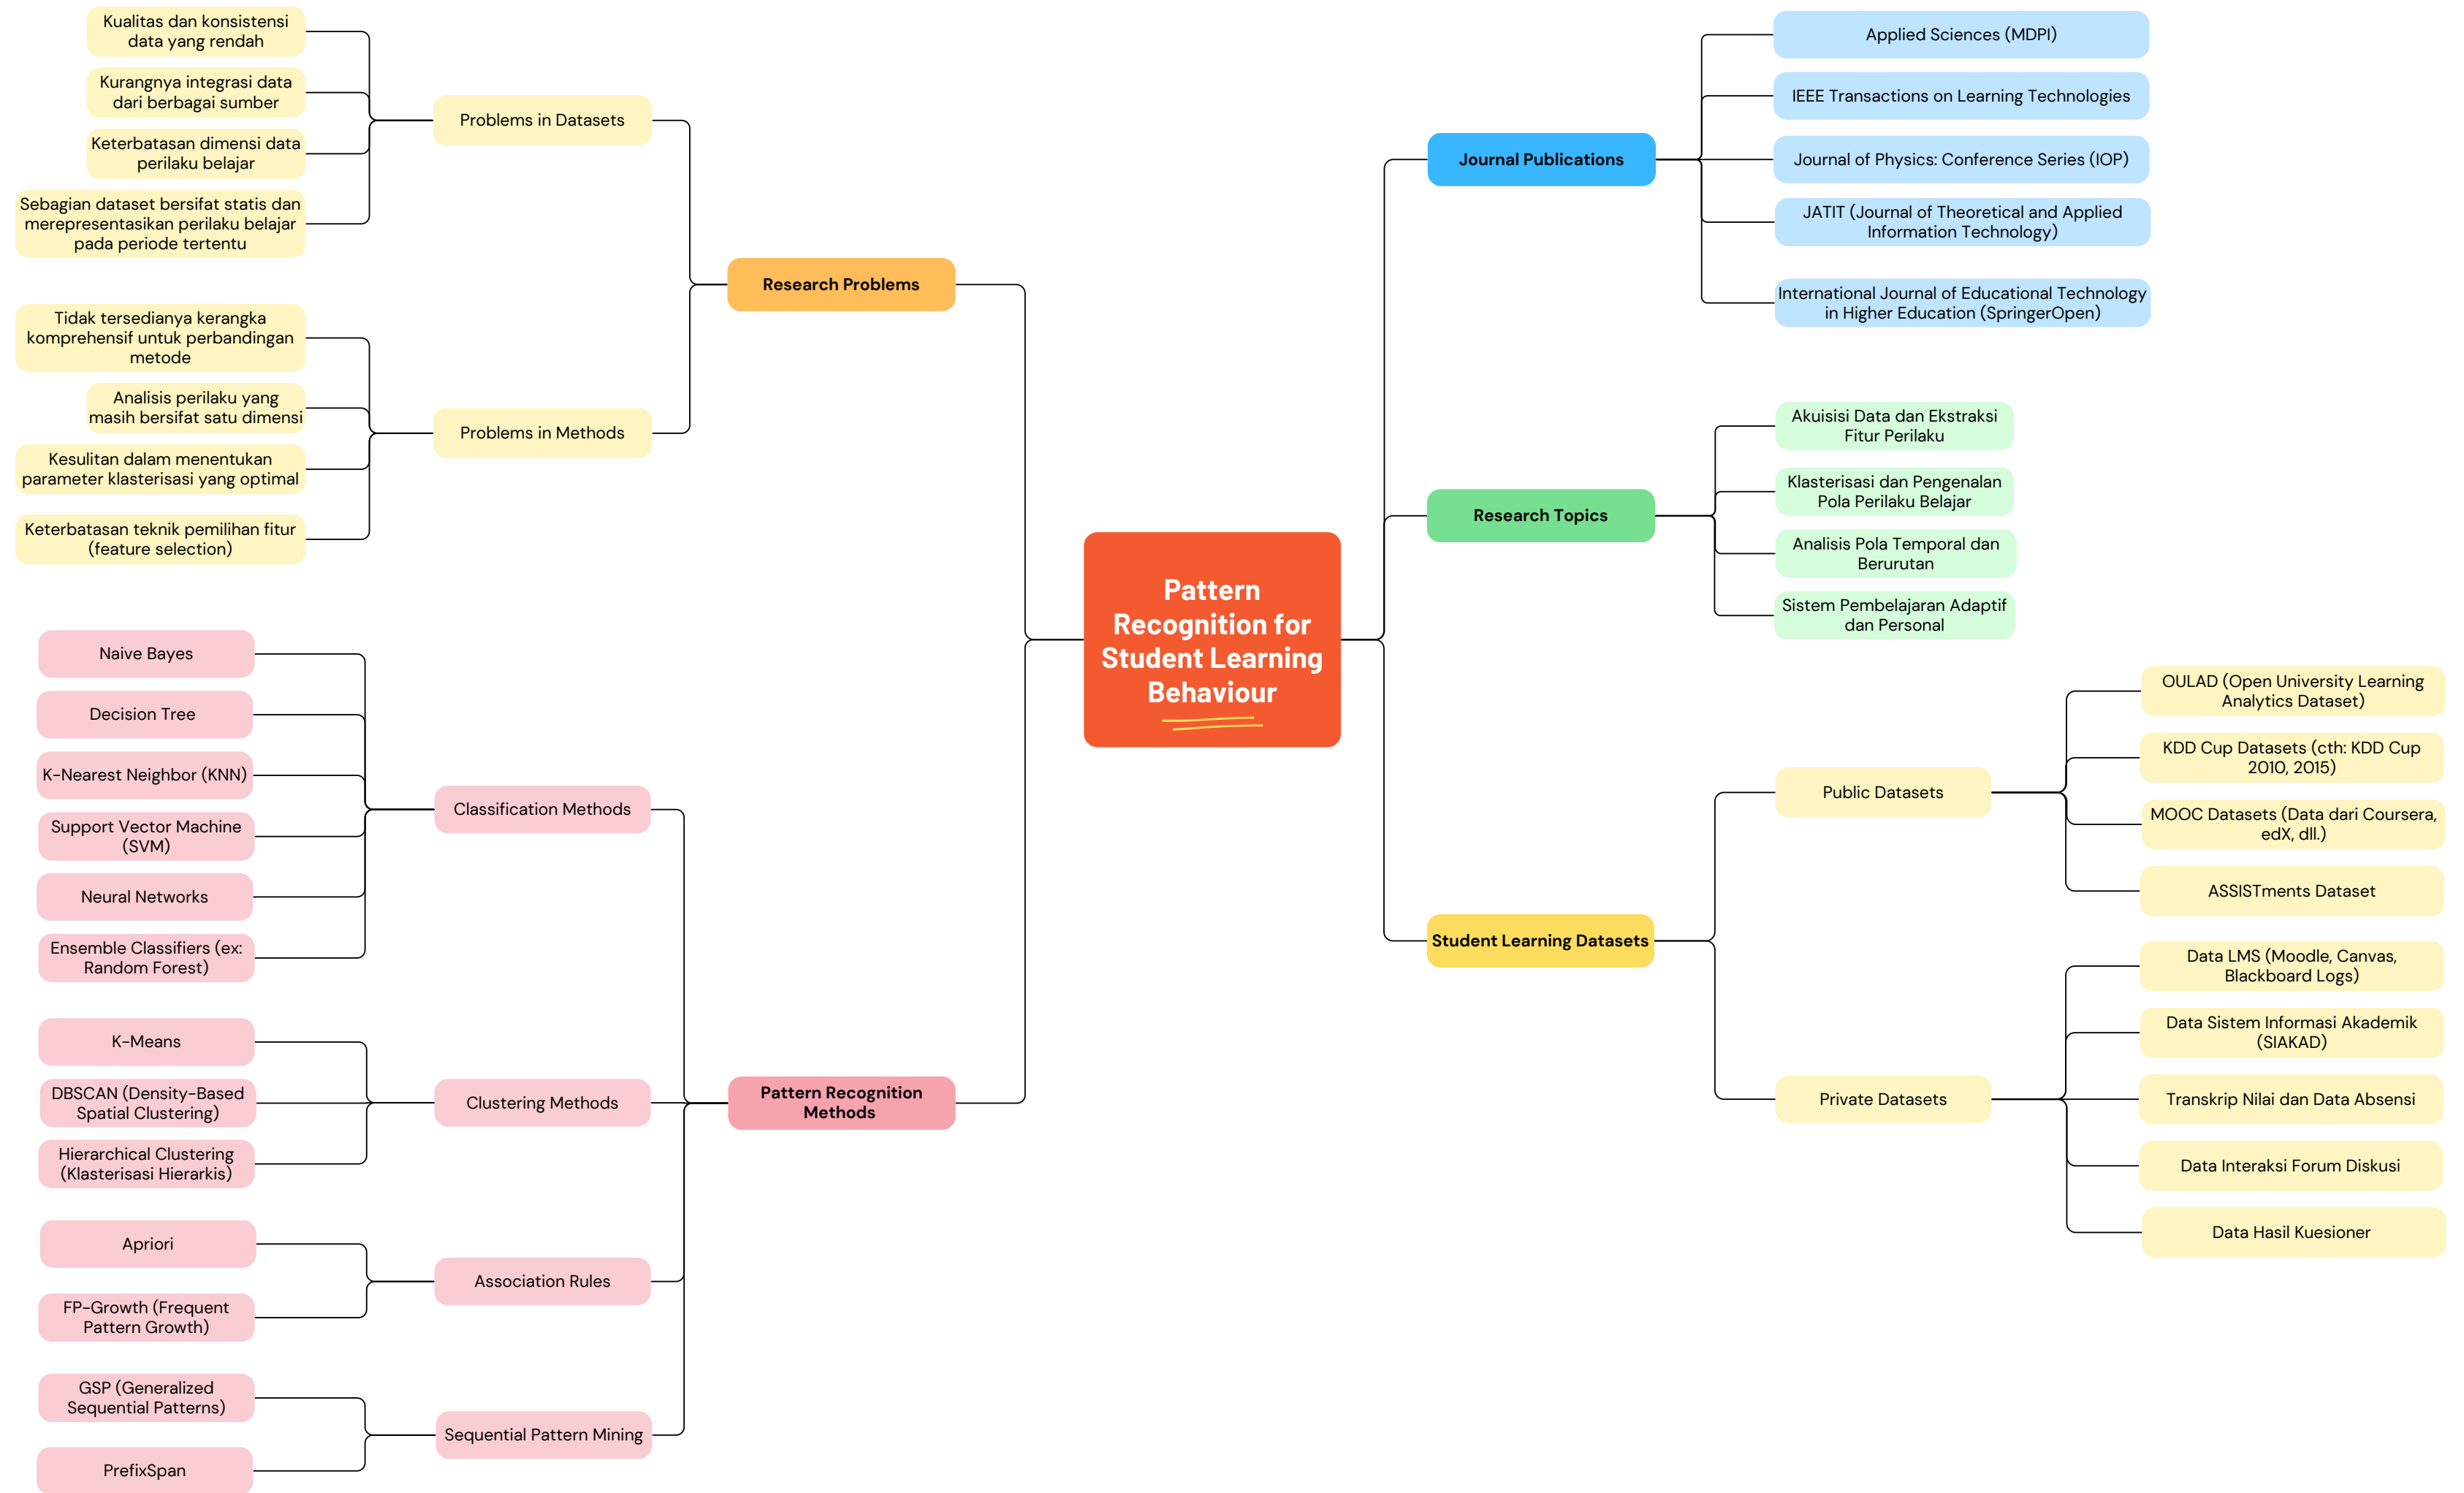 Kualitas dan konsistensi
data yang rendah
Kurangnya integrasi data
dari berbagai sumber
Keterbatasan dimensi data
perilaku belajar
Sebagian dataset bersifat statis dan
merepresentasikan perilaku belajar
pada periode tertentu
Problems in Datasets
Tidak tersedianya kerangka
komprehensif untuk perbandingan
metode
Analisis perilaku yang
masih bersifat satu dimensi
Kesulitan dalam menentukan
parameter klasterisasi yang optimal
Keterbatasan teknik pemilihan fitur
(feature selection)
Problems in Methods
Research Problems
Naive Bayes
Decision Tree
K-Nearest Neighbor (KNN)
Support Vector Machine
(SVM)
Neural Networks
Ensemble Classifiers (ex:
Random Forest)
Classification Methods
K-Means
DBSCAN (Density-Based
Spatial Clustering)
Hierarchical Clustering
(Klasterisasi Hierarkis)
Clustering Methods
Apriori
FP-Growth (Frequent
Pattern Growth)
Association Rules
GSP (Generalized
Sequential Patterns)
PrefixSpan
Sequential Pattern Mining
Pattern Recognition
Methods
Pattern
Recognition for
Student Learning
Behaviour
Journal Publications
Applied Sciences (MDPI)
IEEE Transactions on Learning Technologies
Journal of Physics: Conference Series (IOP)
JATIT (Journal of Theoretical and Applied
Information Technology)
International Journal of Educational Technology
in Higher Education (SpringerOpen)
Research Topics
Akuisisi Data dan Ekstraksi
Fitur Perilaku
Klasterisasi dan Pengenalan
Pola Perilaku Belajar
Analisis Pola Temporal dan
Berurutan
Sistem Pembelajaran Adaptif
dan Personal
Student Learning Datasets
Public Datasets
OULAD (Open University Learning
Analytics Dataset)
KDD Cup Datasets (cth: KDD Cup
2010, 2015)
MOOC Datasets (Data dari Coursera,
edX, dll.)
ASSISTments Dataset
Private Datasets
Data LMS (Moodle, Canvas,
Blackboard Logs)
Data Sistem Informasi Akademik
(SIAKAD)
Transkrip Nilai dan Data Absensi
Data Interaksi Forum Diskusi
Data Hasil Kuesioner